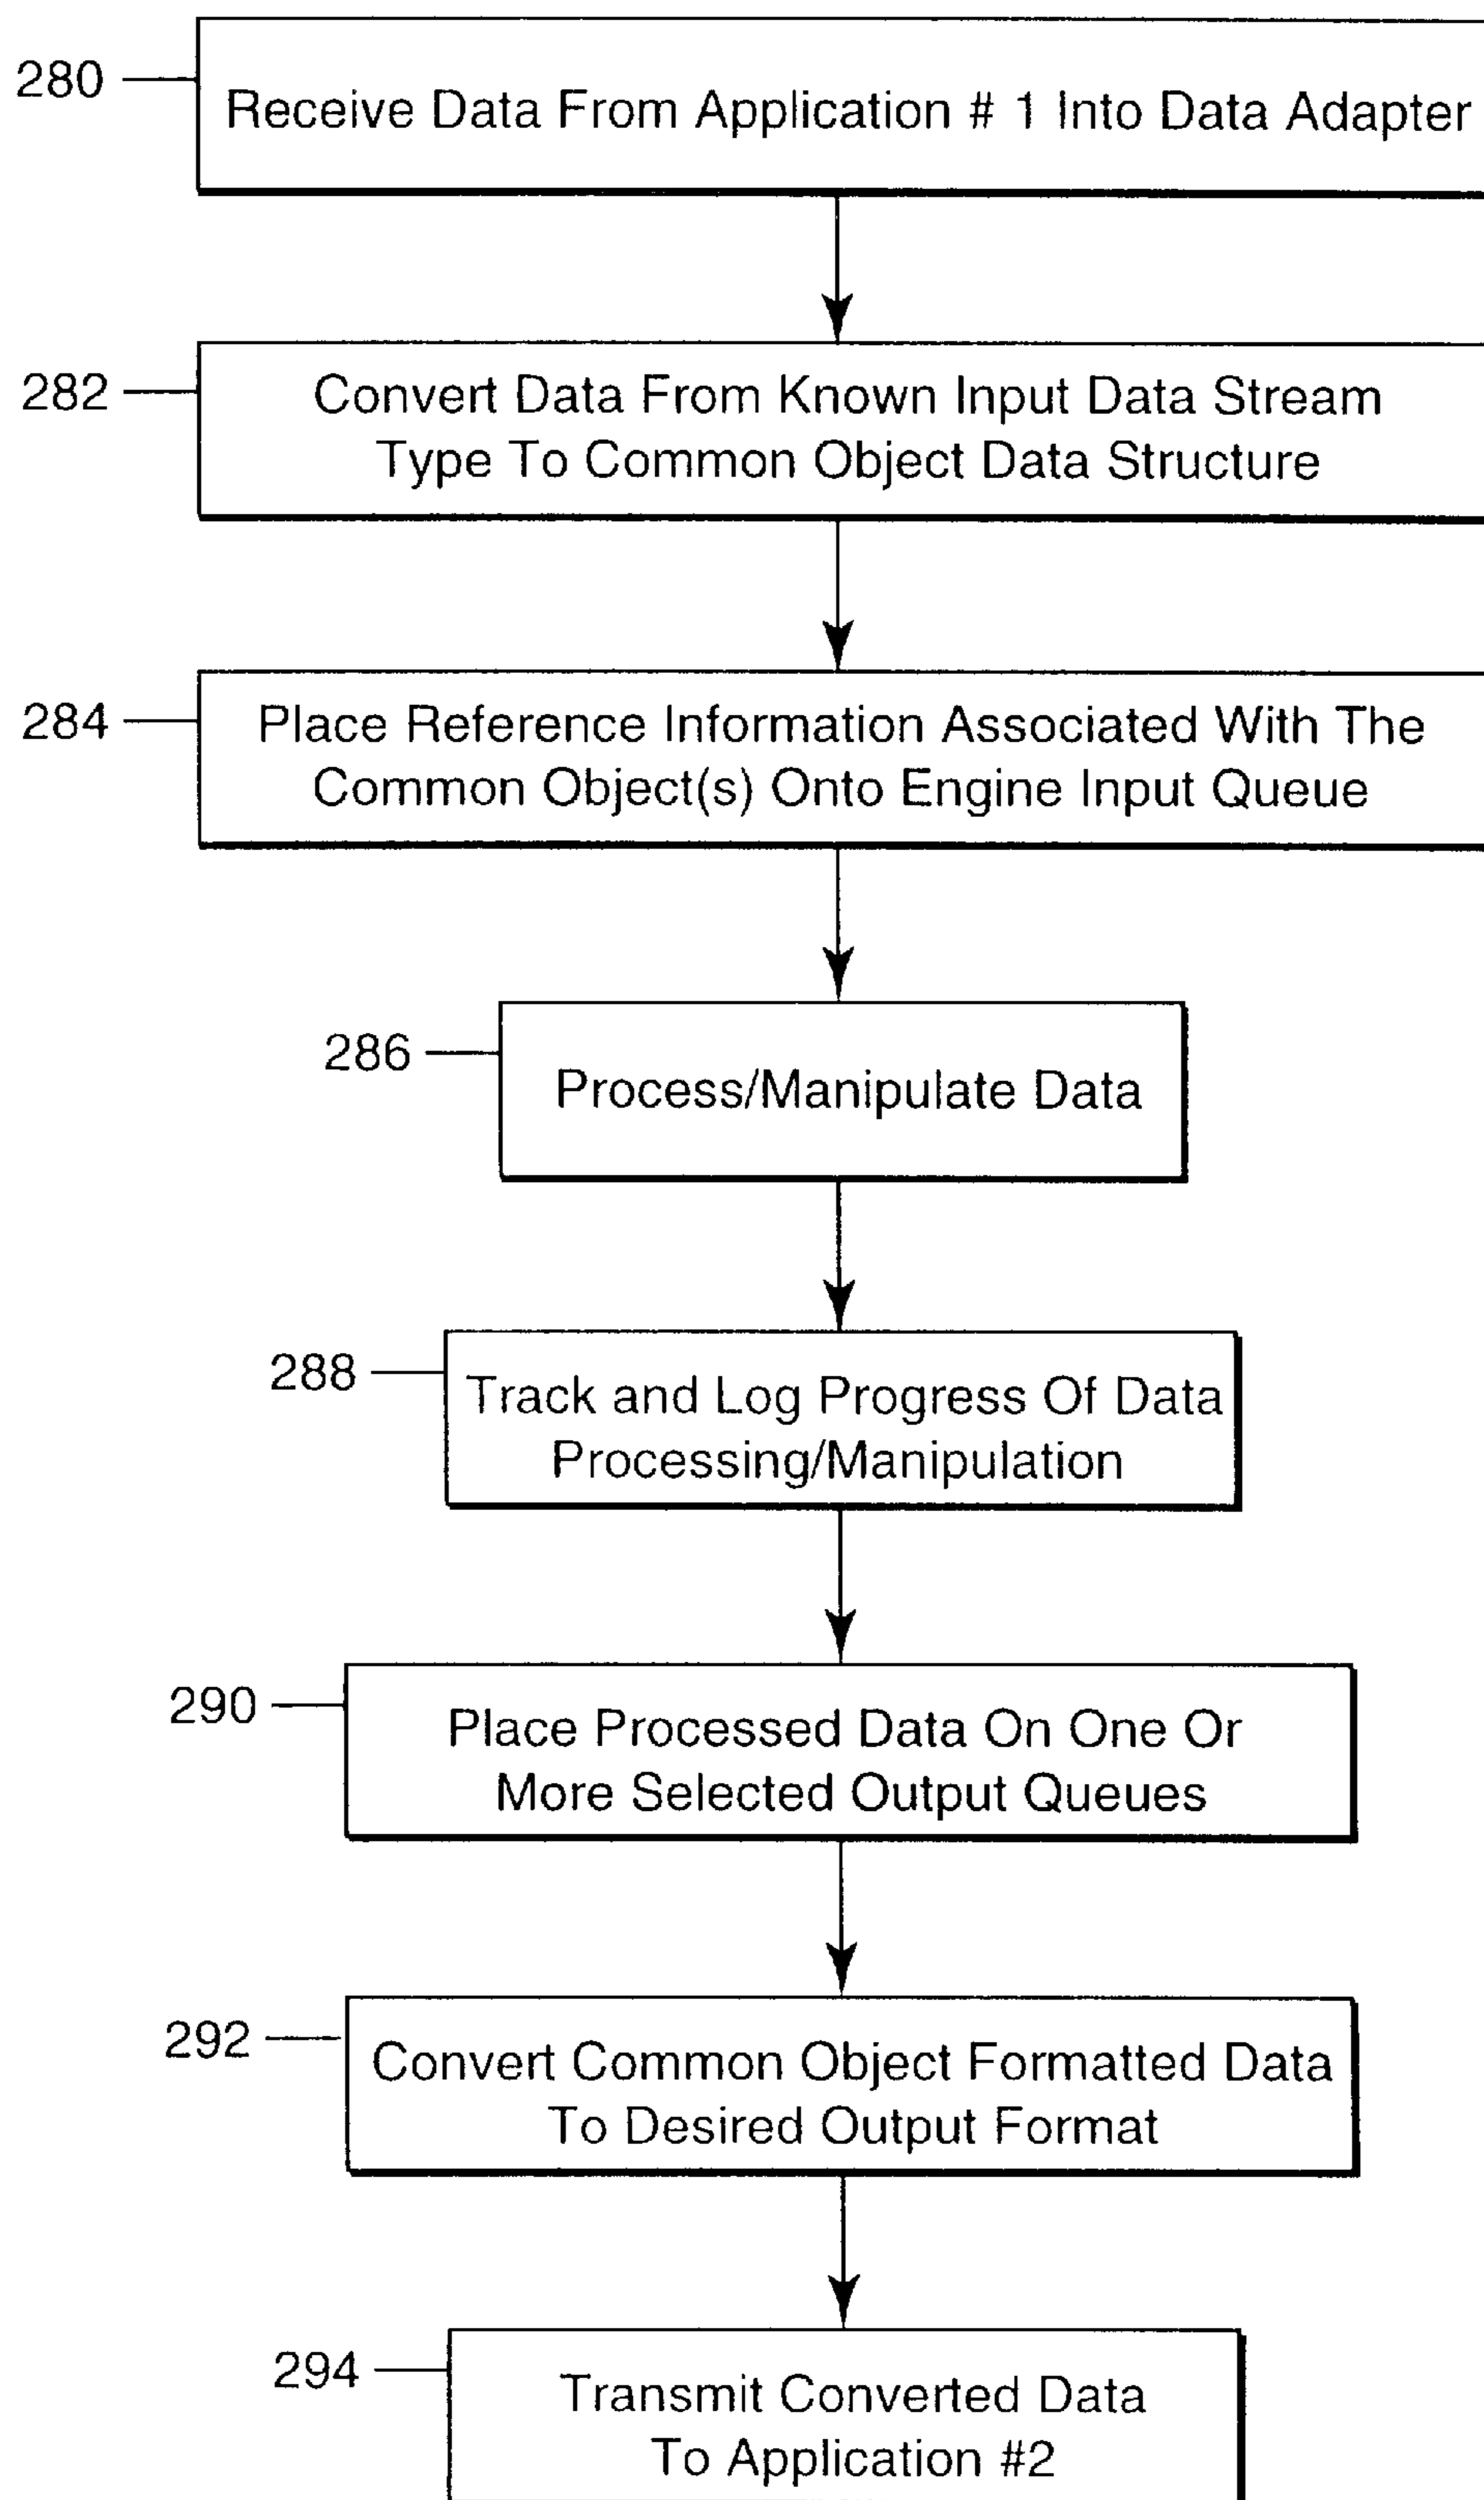 280
Receive Data From Application # 1 Into Data Adapter
282
Convert Data From Known Input Data Stream
Type To Common Object Data Structure
284
Place Reference Information Associated With The
Common Object(s) Onto Engine Input Queue
286
Process/Manipulate Data
288
Track and Log Progress Of Data
Processing/Manipulation
290
Place Processed Data On One Or
More Selected Output Queues
292
Convert Common Object Formatted Data
To Desired Output Format
294
Transmit Converted Data
To Application #2